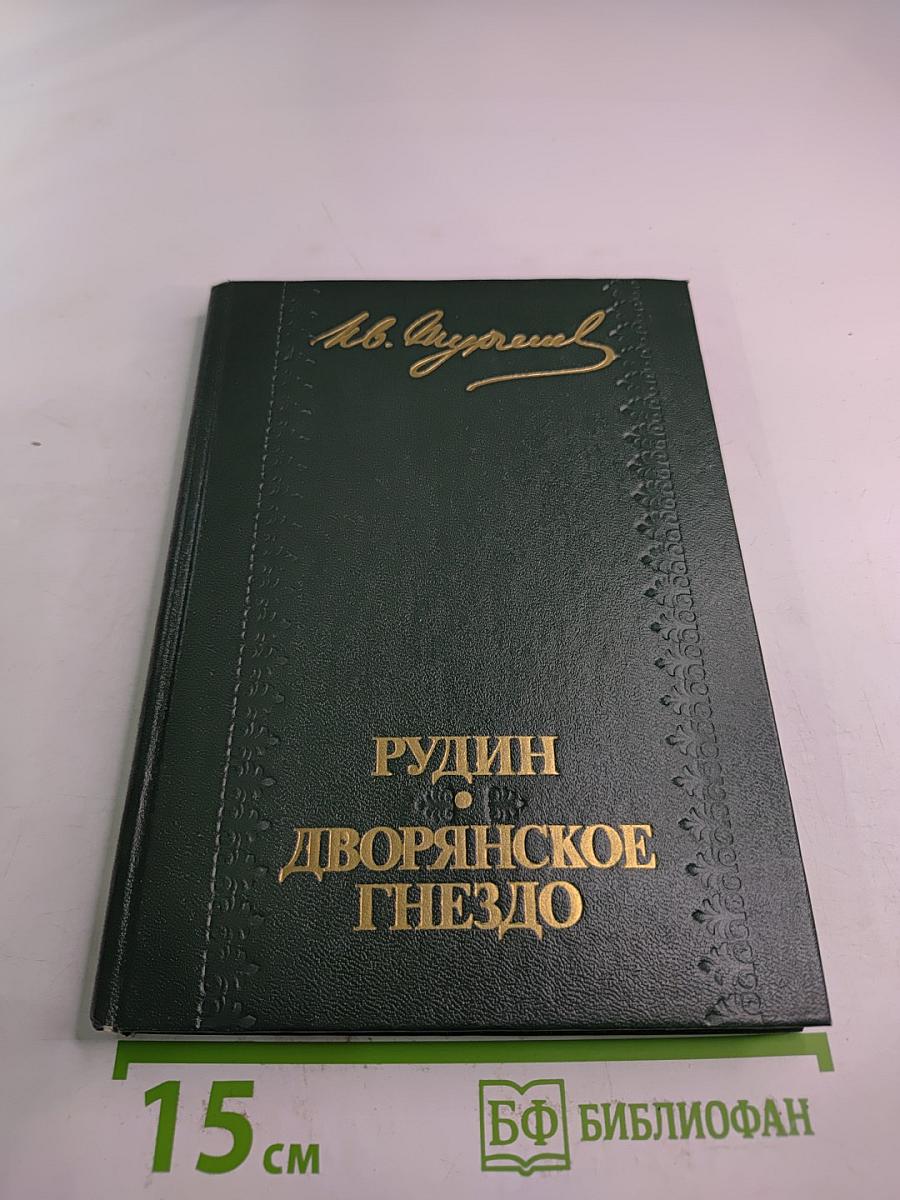 Ив. Тургенев
РУДИН
•
ДВОРЯНСКОЕ
ГНЕЗДО
15 см
БФ БИБЛИОФАН